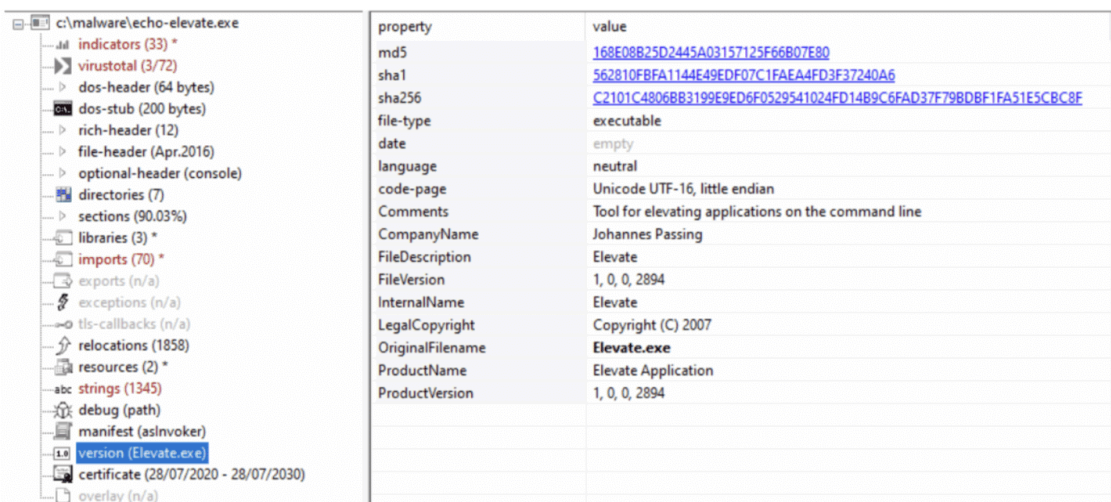 c:\malware\echo-elevate.exe
indicators (33) *
virustotal (3/72)
dos-header (64 bytes)
dos-stub (200 bytes)
rich-header (12)
file-header (Apr.2016)
optional-header (console)
directories (7)
sections (90.03%)
libraries (3) *
imports (70) *
exports (n/a)
exceptions (n/a)
tls-callbacks (n/a)
relocations (1858)
resources (2) *
abc strings (1345)
debug (path)
manifest (asInvoker)
1.0 version (Elevate.exe)
certificate (28/07/2020 - 28/07/2030)
overlay (n/a)
property value
md5 168E08B25D2445A03157125F66B07E80
sha1 562810FBFA1144E49EDF07C1FAEA4FD3F37240A6
sha256 C2101C4806BB3199E9ED6F0529541024FD14B9C6FAD37F79BDBF1FA51E5CBC8F
file-type executable
date empty
language neutral
code-page Unicode UTF-16, little endian
Comments Tool for elevating applications on the command line
CompanyName Johannes Passing
FileDescription Elevate
FileVersion 1, 0, 0, 2894
InternalName Elevate
LegalCopyright Copyright (C) 2007
OriginalFilename Elevate.exe
ProductName Elevate Application
ProductVersion 1, 0, 0, 2894